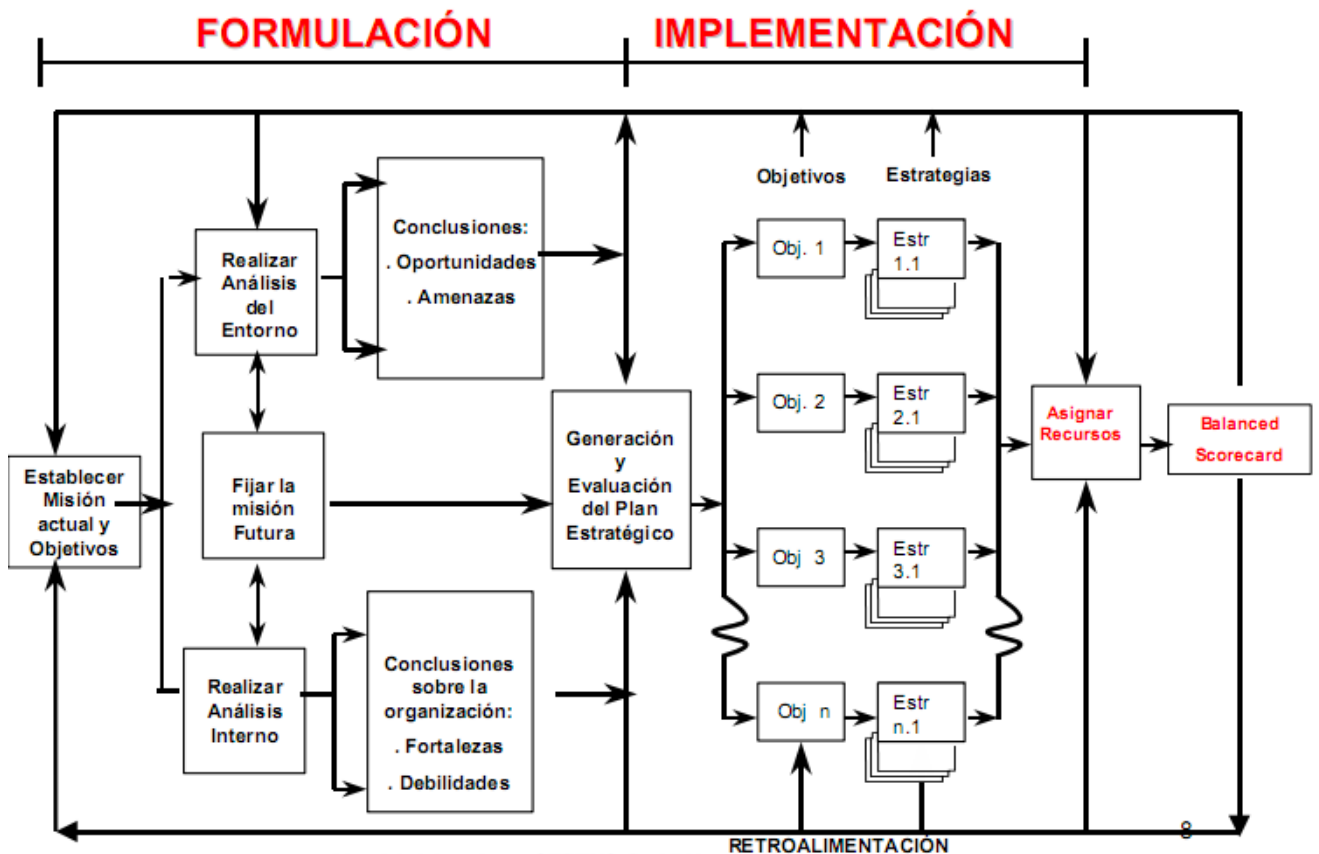 FORMULACIÓN
IMPLEMENTACIÓN
Establecer
Misión
actual y
Objetivos
Realizar
Análisis
del
Entorno
Fijar la
misión
Futura
Realizar
Análisis
Interno
Conclusiones:
. Oportunidades
. Amenazas
Conclusiones
sobre la
organización:
. Fortalezas
. Debilidades
Generación
y
Evaluación
del Plan
Estratégico
Objetivos
Estrategias
Obj. 1
Estr
1.1
Obj. 2
Estr
2.1
Obj 3
Estr
3.1
Obj n
Estr
n.1
Asignar
Recursos
Balanced
Scorecard
RETROALIMENTACIÓN
8